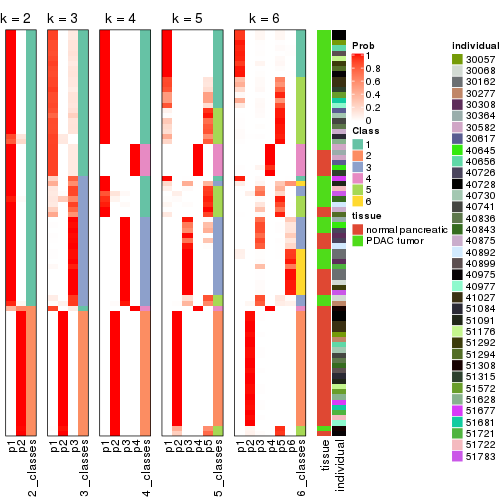 k = 2
k = 3
k = 4
k = 5
k = 6
p1
p2
2_classes
p1
p2
p3
3_classes
p1
p2
p3
p4
4_classes
p1
p2
p3
p4
p5
5_classes
p1
p2
p3
p4
p5
p6
6_classes
tissue
individual
Prob
1
0.8
0.6
0.4
0.2
0
Class
1
2
3
4
5
6
tissue
normal pancreatic
PDAC tumor
individual
30057
30068
30162
30277
30308
30364
30582
30617
40645
40656
40726
40728
40730
40741
40836
40843
40875
40892
40899
40975
40977
41027
51084
51091
51176
51292
51294
51308
51315
51572
51628
51677
51681
51721
51722
51783